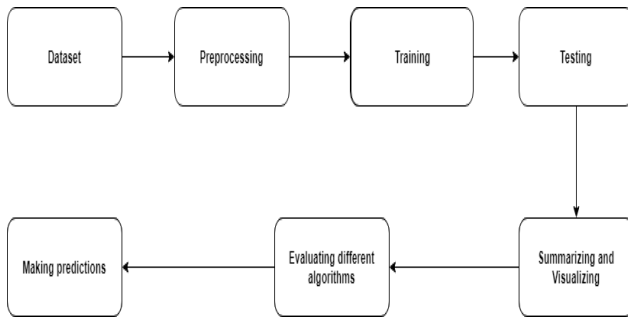 Dataset
Preprocessing
Training
Testing
Summarizing and
Visualizing
Evaluating different
algorithms
Making predictions